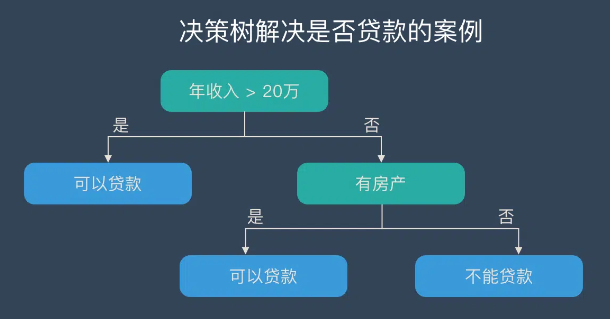 决策树解决是否贷款的案例
年收入 > 20万
是
否
可以贷款
有房产
是
否
可以贷款
不能贷款